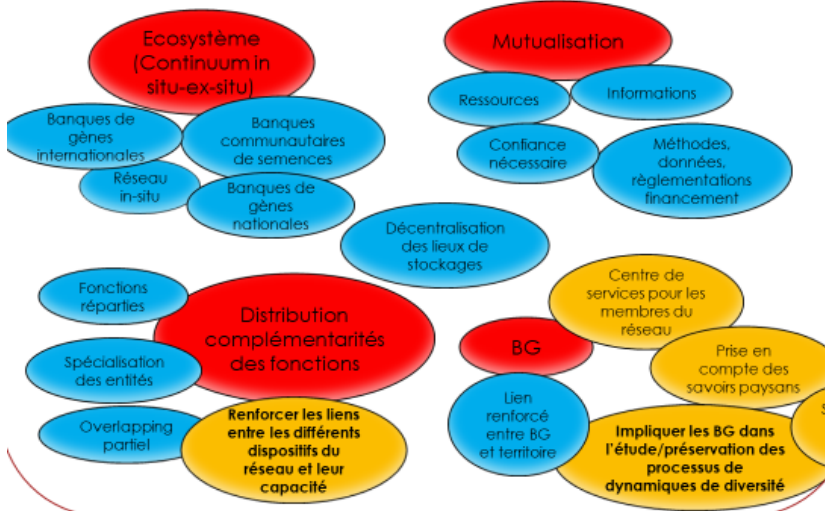 Ecosystème
(Continuum in
situ-ex-situ)
Banques de
gènes
internationales
Banques
communautaires
de semences
Réseau
in-situ
Banques de
gènes
nationales
Mutualisation
Ressources
Informations
Confiance
nécessaire
Méthodes,
données,
règlementations
financement
Décentralisation
des lieux de
stockages
Fonctions
réparties
Distribution
complémentarités
des fonctions
Spécialisation
des entités
Overlapping
partiel
Renforcer les liens
entre les différents
dispositifs du
réseau et leur
capacité
Centre de
services pour les
membres du
réseau
BG
Prise en
compte des
savoirs paysans
Lien
renforcé
entre BG
et territoire
Impliquer les BG dans
l'étude/préservation des
processus de
dynamiques de
diversité
S